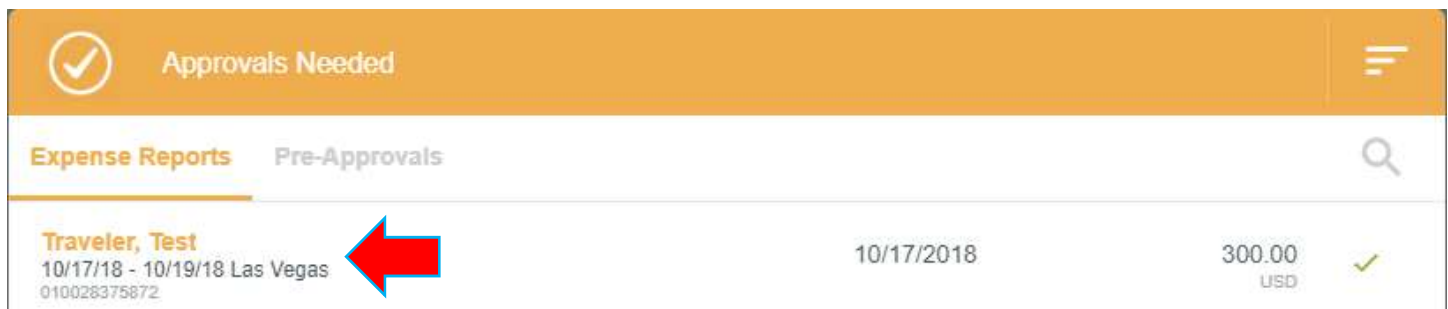 Approvals Needed
Expense Reports Pre-Approvals
Traveler, Test
10/17/18 - 10/19/18 Las Vegas
010028375872
10/17/2018
300.00
USD